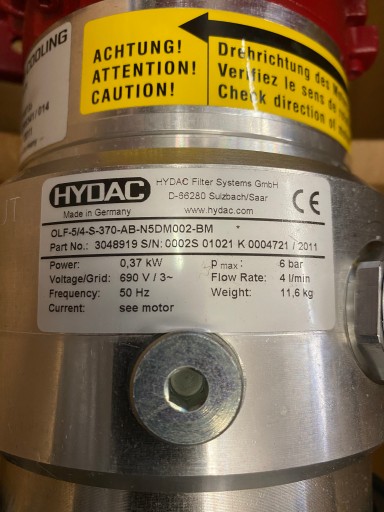 COOLING
ACHTUNG!
ATTENTION!
CAUTION!
Drehrichtung des
Verifiez le sens de
Check direction of
HYDAC
Made in Germany
HYDAC Filter Systems GmbH
D-66280 Sulzbach/Saar
www.hydac.com
CE
OLF-5/4-S-370-AB-N5DM002-BM
Part No.: 3048919 S/N: 0002S 01021 K 0004721 / 2011
Power: 0,37 kW p max: 6 bar
Voltage/Grid: 690 V / 3~ Flow Rate: 4 l/min
Frequency: 50 Hz Weight: 11,6 kg
Current: see motor